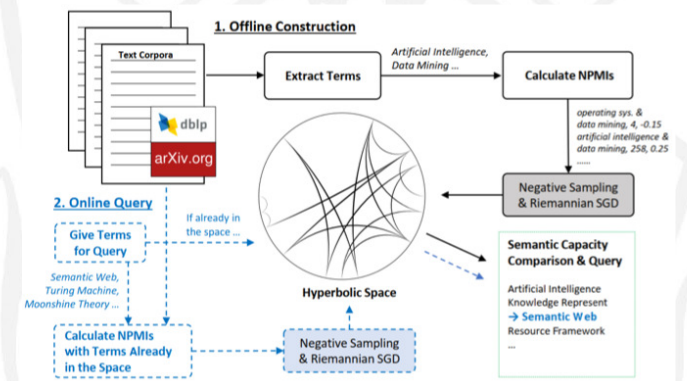 1. Offline Construction
Text Corpora
dblp
arXiv.org
Extract Terms
Artificial Intelligence,
Data Mining ...
Calculate NPMIs
operating sys. &
data mining, 4, -0.15
artificial intelligence &
data mining, 258, 0.25
......
Negative Sampling
& Riemannian SGD
Hyperbolic Space
2. Online Query
Give Terms
for Query
If already in
the space ...
Semantic Web,
Turing Machine,
Moonshine Theory ...
Calculate NPMIs
with Terms Already
in the Space
Negative Sampling
& Riemannian SGD
Semantic Capacity
Comparison & Query
Artificial Intelligence
Knowledge Represent
→ Semantic Web
Resource Framework
...